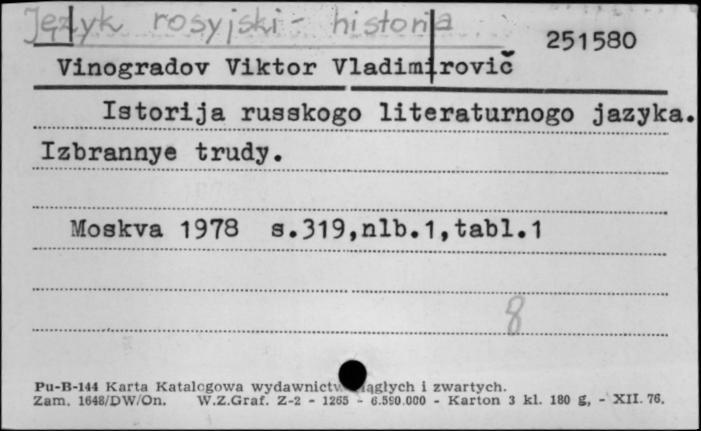 Język rosyjski - historia
251580
Vinogradov Viktor Vladimirovič
Istorija russkogo literaturnogo jazyka.
Izbrannye trudy.
Moskva 1978 s.319,nlb.1,tabl.1
8
Pu-B-144 Karta Katalogowa wydawnictw ciągłych i zwartych.
Zam. 1648/DW/On. W.Z.Graf. Z-2 - 1265 - 6.590.000 - Karton 3 kl. 180 g, - XII. 76.